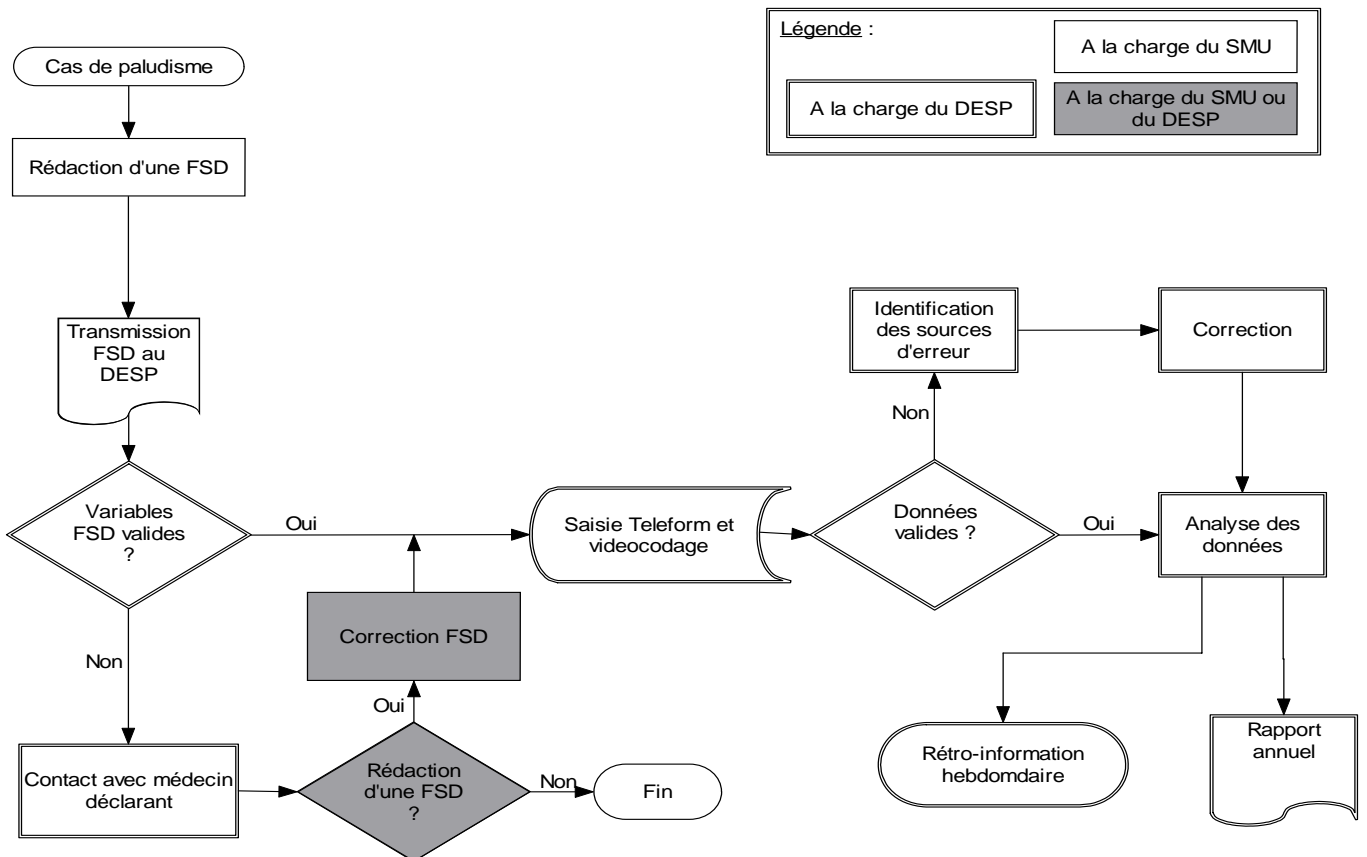 Légende :
A la charge du SMU
A la charge du DESP
A la charge du SMU ou
du DESP
Cas de paludisme
Rédaction d'une FSD
Transmission
FSD au
DESP
Variables
FSD valides
?
Oui
Non
Contact avec médecin
déclarant
Rédaction
d'une FSD
?
Oui
Non
Correction FSD
Fin
Saisie Teleform et
videocodage
Données
valides ?
Non
Oui
Identification
des sources
d'erreur
Correction
Analyse des
données
Rétro-information
hebdomdaire
Rapport
annuel